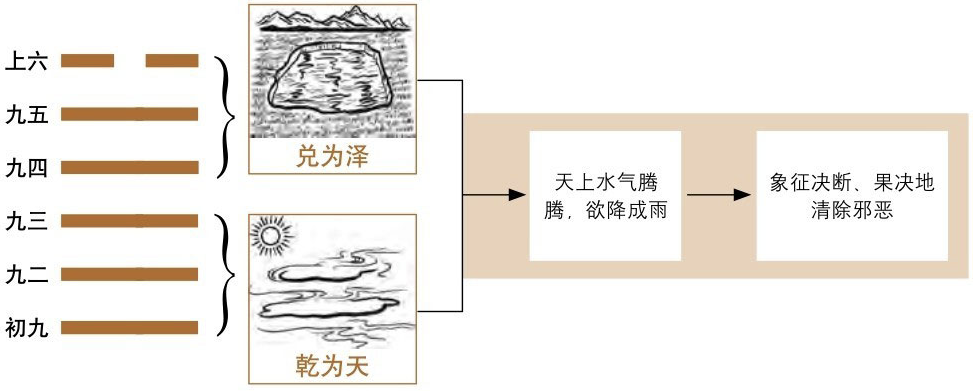 上六
九五
九四
九三
九二
初九
兑为泽
乾为天
天上水气腾
腾，欲降成雨
象征决断、果决地
清除邪恶